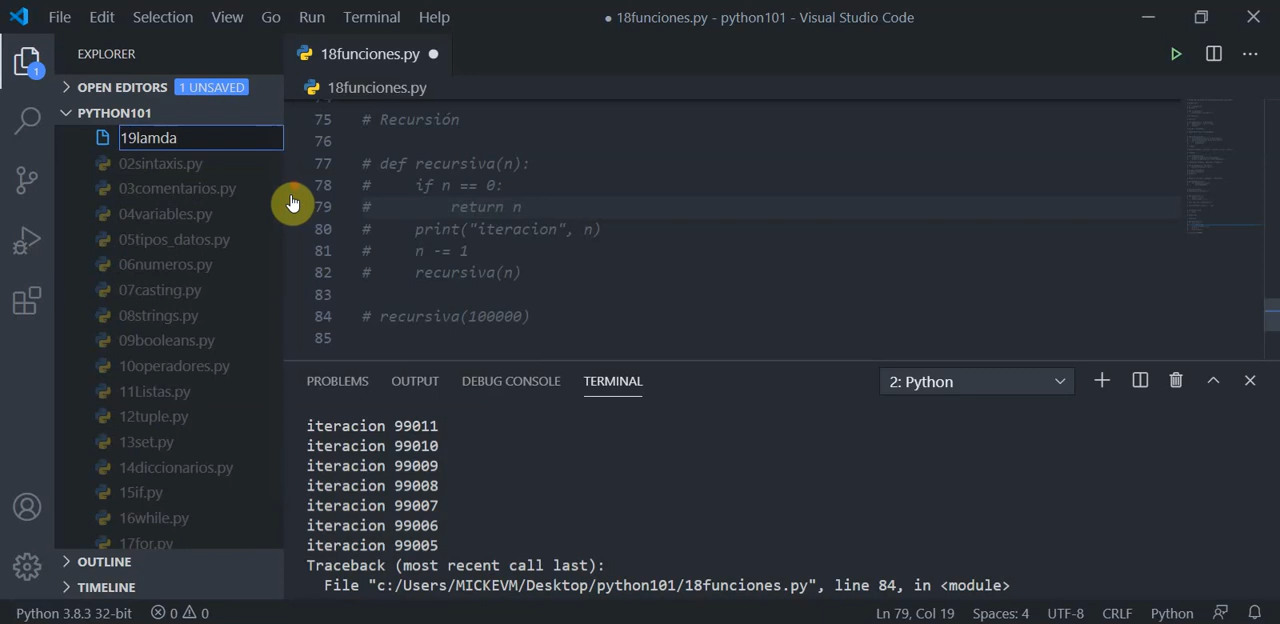 File Edit Selection View Go Run Terminal Help
● 18funciones.py - python101 - Visual Studio Code
EXPLORER
18funciones.py
OPEN EDITORS 1 UNSAVED
18funciones.py
PYTHON101
1
19lamda
02sintaxis.py
03comentarios.py
04variables.py
05tipos_datos.py
06numeros.py
07casting.py
08strings.py
09booleans.py
10operadores.py
11Listas.py
12tuple.py
13set.py
14diccionarios.py
15if.py
16while.py
17for.py
OUTLINE
TIMELINE
75 # Recursión
76
77 # def recursiva(n):
78 #     if n == 0:
79 #         return n
80 #     print("iteracion", n)
81 #     n -= 1
82 #     recursiva(n)
83
84 # recursiva(100000)
85
PROBLEMS OUTPUT DEBUG CONSOLE TERMINAL 2: Python
iteracion 99011
iteracion 99010
iteracion 99009
iteracion 99008
iteracion 99007
iteracion 99006
iteracion 99005
Traceback (most recent call last):
  File "c:/Users/MICKEVM/Desktop/python101/18funciones.py", line 84, in <module>
Python 3.8.3 32-bit 0 0 Ln 79, Col 19 Spaces: 4 UTF-8 CRLF Python